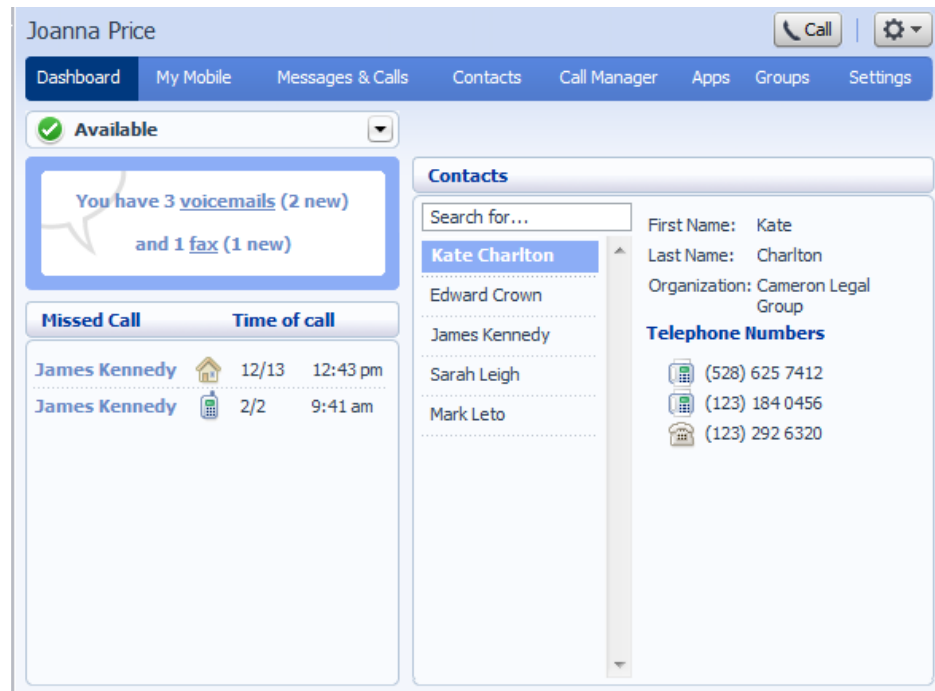 Joanna Price
Call
Dashboard My Mobile Messages & Calls Contacts Call Manager Apps Groups Settings
Available
You have 3 voicemails (2 new)
and 1 fax (1 new)
Missed Call Time of call
James Kennedy 12/13 12:43 pm
James Kennedy 2/2 9:41 am
Contacts
Search for...
Kate Charlton
Edward Crown
James Kennedy
Sarah Leigh
Mark Leto
First Name: Kate
Last Name: Charlton
Organization: Cameron Legal
Group
Telephone Numbers
(528) 625 7412
(123) 184 0456
(123) 292 6320